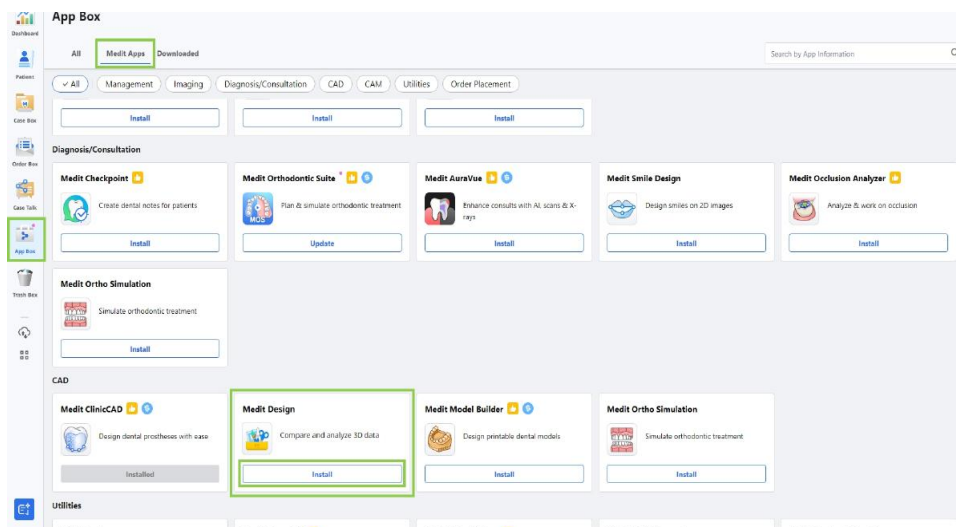 App Box
Dashboard
Patient
Case Box
Order Box
Case Talk
App Box
Trash Box
All
Medit Apps
Downloaded
Search by App Information
All
Management
Imaging
Diagnosis/Consultation
CAD
CAM
Utilities
Order Placement
Install
Install
Install
Diagnosis/Consultation
Medit Checkpoint
Create dental notes for patients
Install
Medit Orthodontic Suite
MOS
Plan & simulate orthodontic treatment
Update
Medit AuraVue
Enhance consults with AI, scans & X-
rays
Install
Medit Smile Design
Design smiles on 2D images
Install
Medit Occlusion Analyzer
Analyze & work on occlusion
Install
Medit Ortho Simulation
Simulate orthodontic treatment
Install
CAD
Medit ClinicCAD
Design dental prostheses with ease
Installed
Medit Design
Compare and analyze 3D data
Install
Medit Model Builder
Design printable dental models
Install
Medit Ortho Simulation
Simulate orthodontic treatment
Install
Utilities